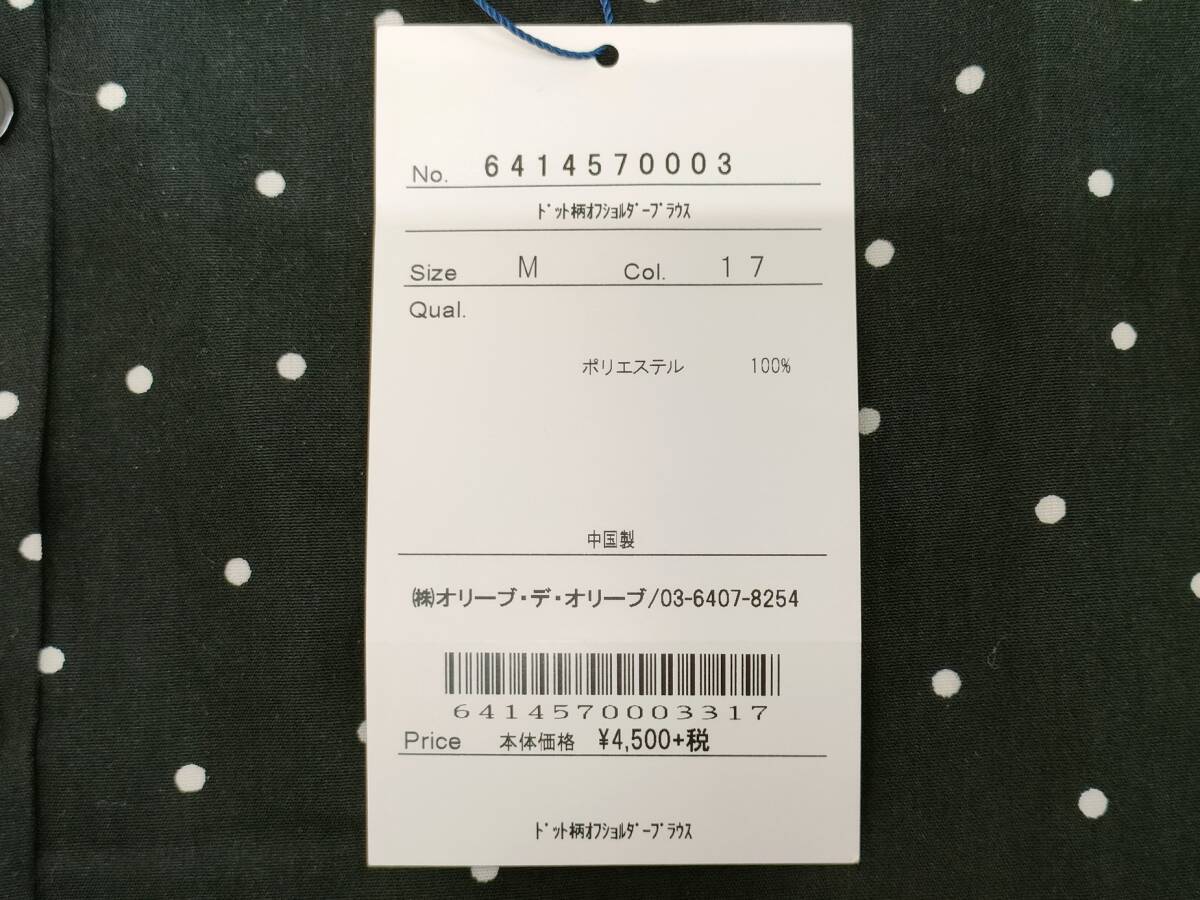 No. 6414570003
ﾄﾞｯﾄ柄ｵﾌｼｮﾙﾀﾞｰﾌﾞﾗｳｽ
Size M Col. 17
Qual.
ポリエステル 100%
中国製
㈱オリーブ・デ・オリーブ/03-6407-8254
6414570003317
Price 本体価格 ¥4,500+税
ﾄﾞｯﾄ柄ｵﾌｼｮﾙﾀﾞｰﾌﾞﾗｳｽ